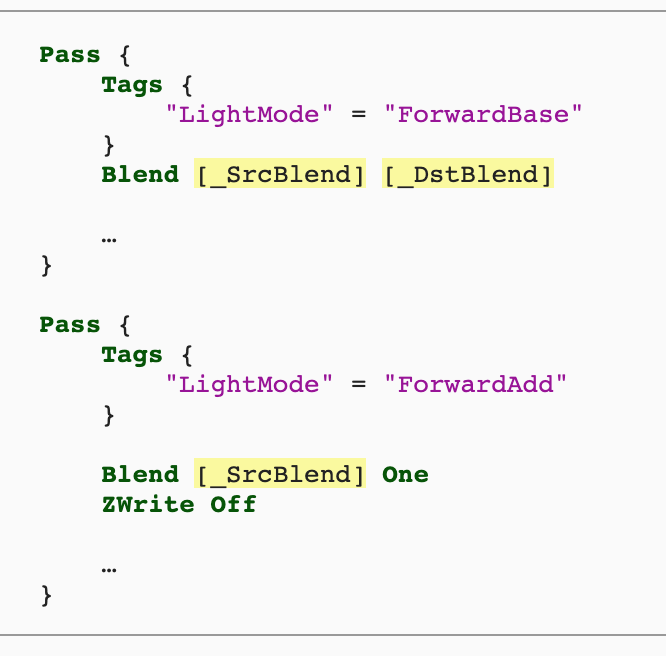 Pass {
    Tags {
        "LightMode" = "ForwardBase"
    }
    Blend [_SrcBlend] [_DstBlend]
    …
}
Pass {
    Tags {
        "LightMode" = "ForwardAdd"
    }
    Blend [_SrcBlend] One
    ZWrite Off
    …
}